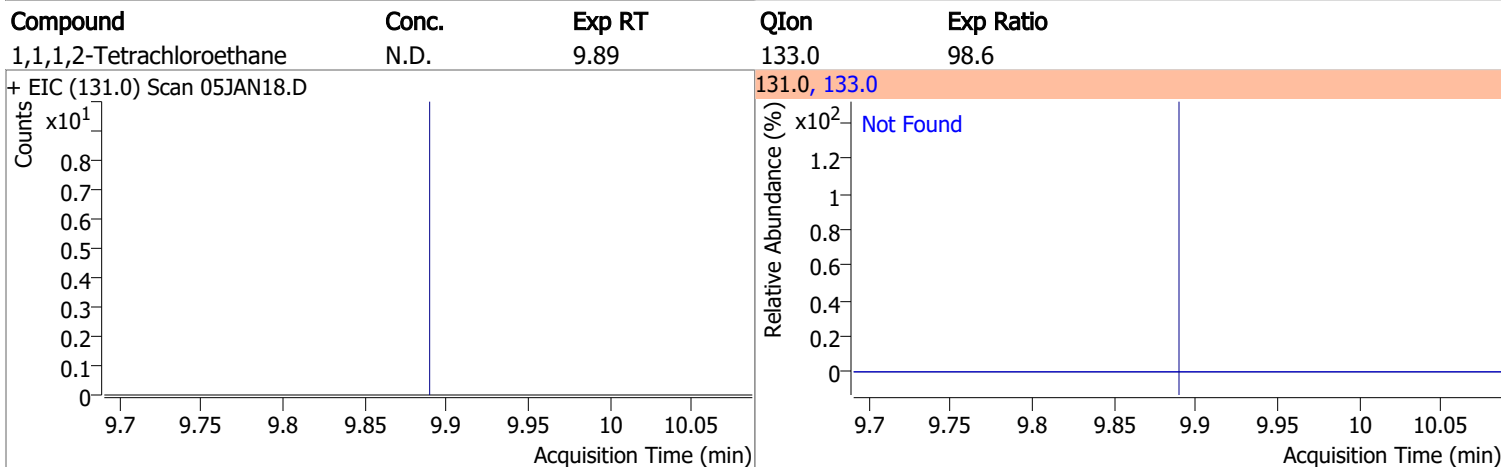 Compound Conc. Exp RT QIon Exp Ratio
1,1,1,2-Tetrachloroethane N.D. 9.89 133.0 98.6
+ EIC (131.0) Scan 05JAN18.D
Counts
x10¹
0.8
0.7
0.6
0.5
0.4
0.3
0.2
0.1
0
9.7 9.75 9.8 9.85 9.9 9.95 10 10.05
Acquisition Time (min)
131.0, 133.0
Relative Abundance (%)
x10²
Not Found
1.2
1
0.8
0.6
0.4
0.2
0
9.7 9.75 9.8 9.85 9.9 9.95 10 10.05
Acquisition Time (min)